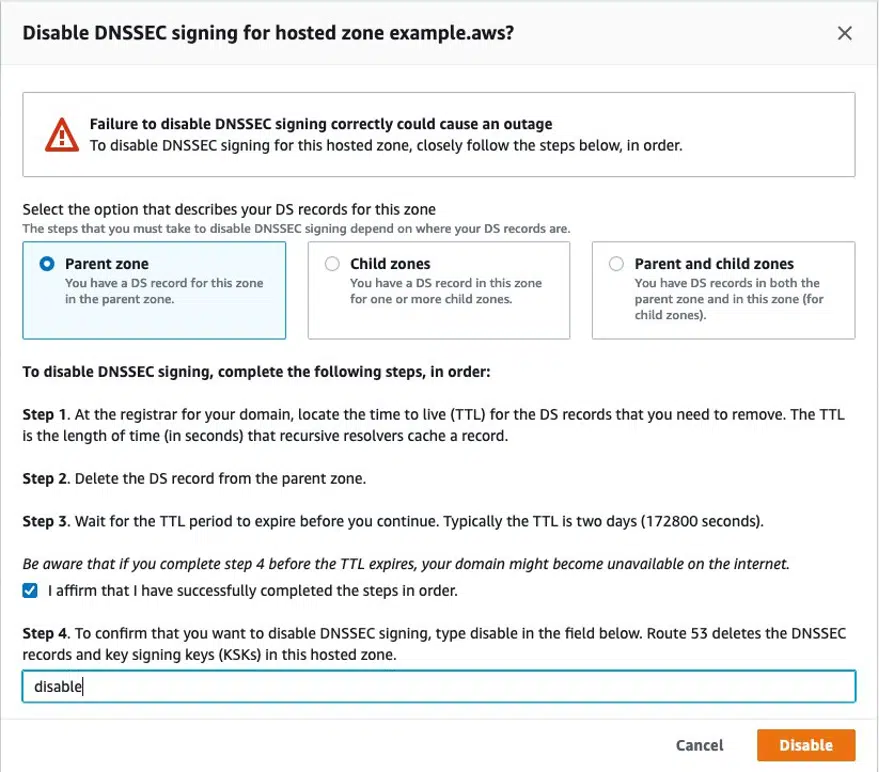 Disable DNSSEC signing for hosted zone example.aws?
Failure to disable DNSSEC signing correctly could cause an outage
To disable DNSSEC signing for this hosted zone, closely follow the steps below, in order.
Select the option that describes your DS records for this zone
The steps that you must take to disable DNSSEC signing depend on where your DS records are.
Parent zone
You have a DS record for this zone
in the parent zone.
Child zones
You have a DS record in this zone
for one or more child zones.
Parent and child zones
You have DS records in both the
parent zone and in this zone (for
child zones).
To disable DNSSEC signing, complete the following steps, in order:
Step 1. At the registrar for your domain, locate the time to live (TTL) for the DS records that you need to remove. The TTL
is the length of time (in seconds) that recursive resolvers cache a record.
Step 2. Delete the DS record from the parent zone.
Step 3. Wait for the TTL period to expire before you continue. Typically the TTL is two days (172800 seconds).
Be aware that if you complete step 4 before the TTL expires, your domain might become unavailable on the internet.
I affirm that I have successfully completed the steps in order.
Step 4. To confirm that you want to disable DNSSEC signing, type disable in the field below. Route 53 deletes the DNSSEC
records and key signing keys (KSKs) in this hosted zone.
disable
Cancel
Disable